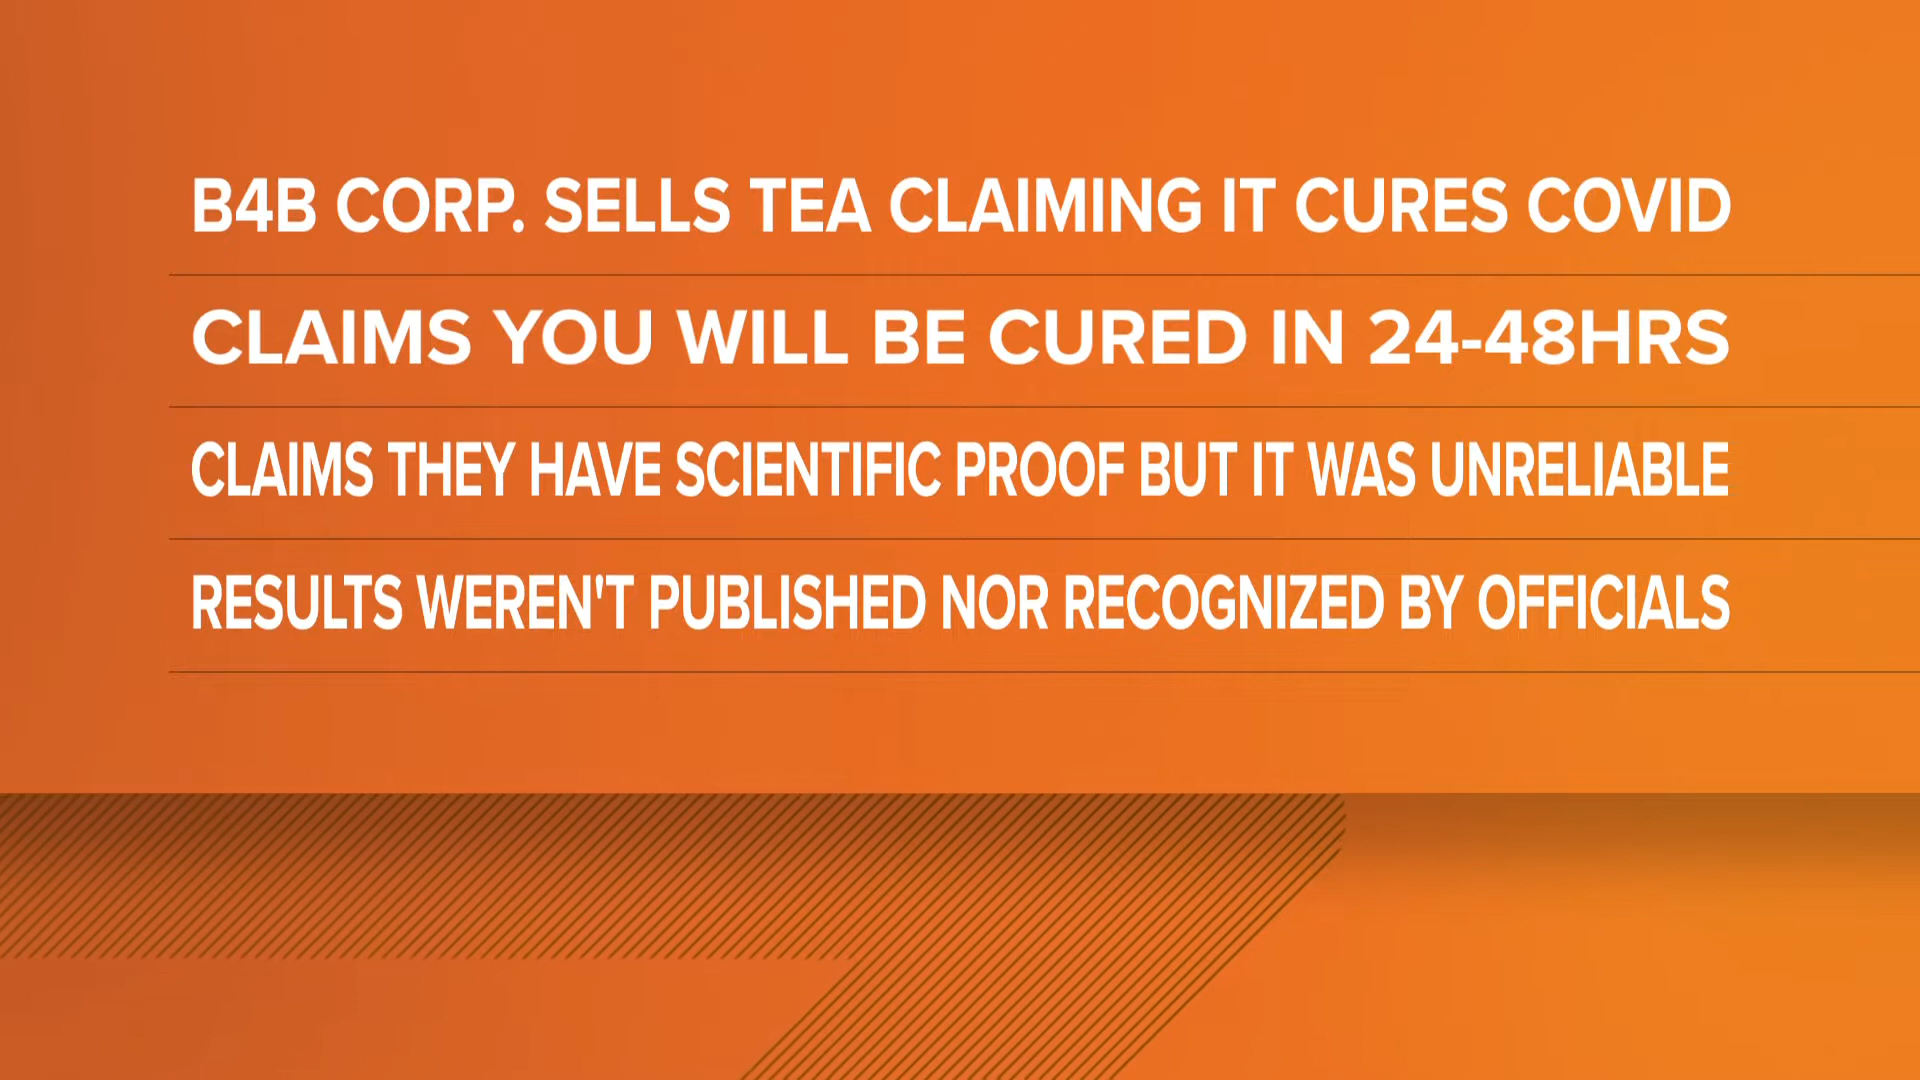 B4B CORP. SELLS TEA CLAIMING IT CURES COVID
CLAIMS YOU WILL BE CURED IN 24-48HRS
CLAIMS THEY HAVE SCIENTIFIC PROOF BUT IT WAS UNRELIABLE
RESULTS WEREN'T PUBLISHED NOR RECOGNIZED BY OFFICIALS